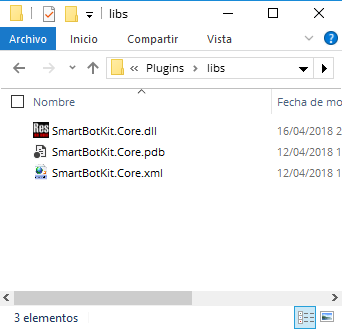 libs
Archivo Inicio Compartir Vista
Plugins libs
Nombre Fecha de mo
SmartBotKit.Core.dll 16/04/2018 2
SmartBotKit.Core.pdb 12/04/2018 1
SmartBotKit.Core.xml 12/04/2018 1
3 elementos